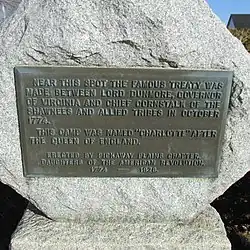 NEAR THIS SPOT THE FAMOUS TREATY WAS
MADE BETWEEN LORD DUNMORE, GOVERNOR
OF VIRGINIA AND CHIEF CORNSTALK OF THE
SHAWNEES AND ALLIED TRIBES IN OCTOBER
1774.
THIS CAMP WAS NAMED "CHARLOTTE" AFTER
THE QUEEN OF ENGLAND.
ERECTED BY PICKAWAY PLAINS CHAPTER,
DAUGHTERS OF THE AMERICAN REVOLUTION.
1774 — 1928.